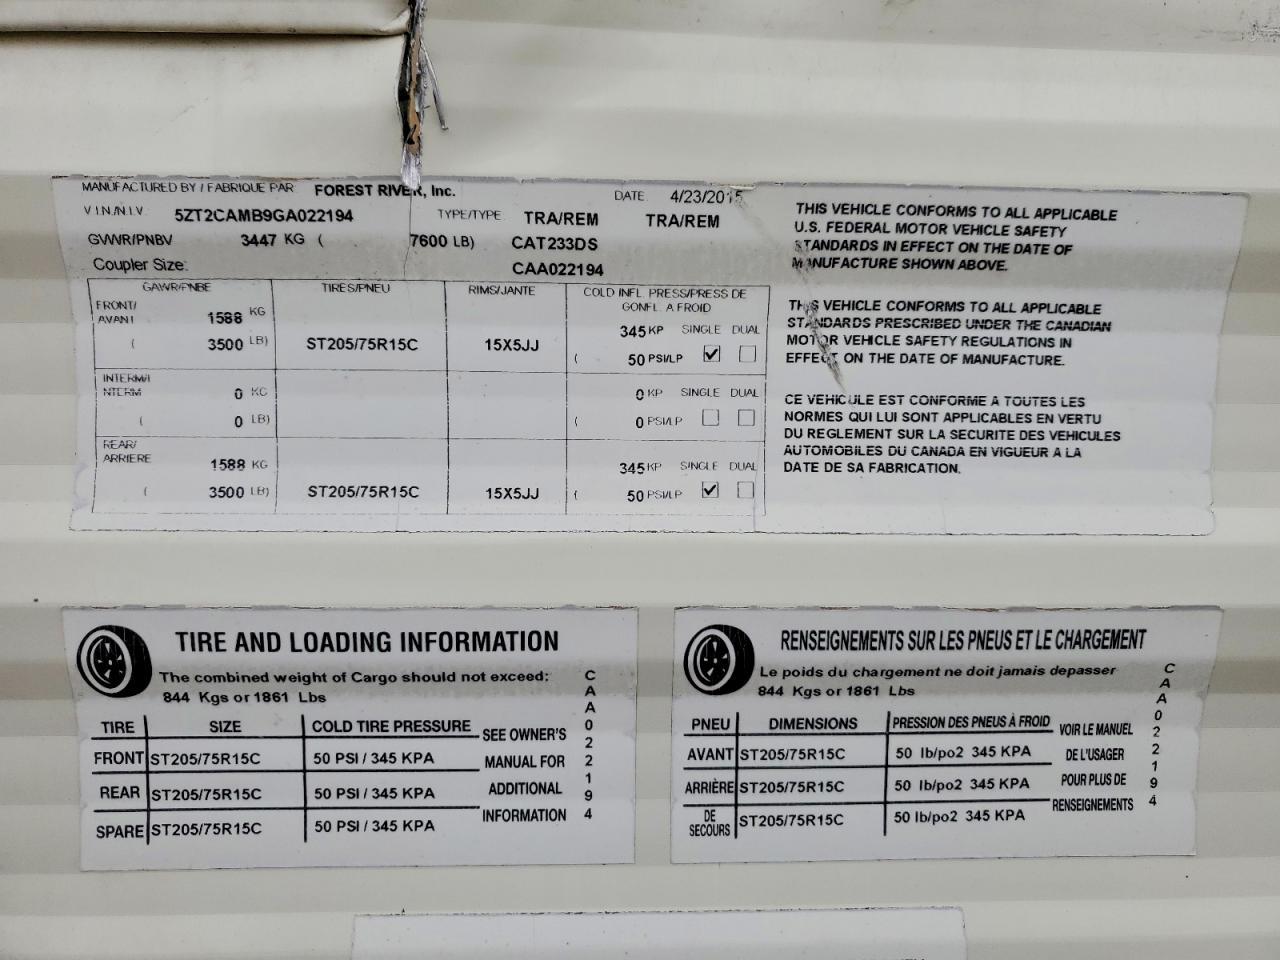 MANUFACTURED BY / FABRIQUE PAR FOREST RIVER, Inc. DATE 4/23/2015
V.I.N./N.I.V. 5ZT2CAMB9GA022194 TYPE/TYPE TRA/REM TRA/REM
GVWR/PNBV 3447 KG ( 7600 LB) CAT233DS
Coupler Size: CAA022194
GAWR/PNBE TIRES/PNEU RIMS/JANTE COLD INFL. PRESS/PRESS DE
GONFL. A FROID
FRONT/
AVANT 1588 KG 345 KP SINGLE DUAL
( 3500 LB) ST205/75R15C 15X5JJ ( 50 PSI/LP
INTERM/I
NTERM 0 KG 0 KP SINGLE DUAL
( 0 LB) ( 0 PSI/LP
REAR/
ARRIERE 1588 KG 345 KP SINGLE DUAL
( 3500 LB) ST205/75R15C 15X5JJ ( 50 PSI/LP
THIS VEHICLE CONFORMS TO ALL APPLICABLE
U.S. FEDERAL MOTOR VEHICLE SAFETY
STANDARDS IN EFFECT ON THE DATE OF
MANUFACTURE SHOWN ABOVE.
THIS VEHICLE CONFORMS TO ALL APPLICABLE
STANDARDS PRESCRIBED UNDER THE CANADIAN
MOTOR VEHICLE SAFETY REGULATIONS IN
EFFECT ON THE DATE OF MANUFACTURE.
CE VEHICULE EST CONFORME A TOUTES LES
NORMES QUI LUI SONT APPLICABLES EN VERTU
DU REGLEMENT SUR LA SECURITE DES VEHICULES
AUTOMOBILES DU CANADA EN VIGUEUR A LA
DATE DE SA FABRICATION.
TIRE AND LOADING INFORMATION
The combined weight of Cargo should not exceed:
844 Kgs or 1861 Lbs
TIRE SIZE COLD TIRE PRESSURE
FRONT ST205/75R15C 50 PSI / 345 KPA
REAR ST205/75R15C 50 PSI / 345 KPA
SPARE ST205/75R15C 50 PSI / 345 KPA
SEE OWNER'S
MANUAL FOR
ADDITIONAL
INFORMATION
CAA022194
RENSEIGNEMENTS SUR LES PNEUS ET LE CHARGEMENT
Le poids du chargement ne doit jamais depasser
844 Kgs or 1861 Lbs
PNEU DIMENSIONS PRESSION DES PNEUS À FROID
AVANT ST205/75R15C 50 lb/po2 345 KPA
ARRIÈRE ST205/75R15C 50 lb/po2 345 KPA
DE
SECOURS ST205/75R15C 50 lb/po2 345 KPA
VOIR LE MANUEL
DE L'USAGER
POUR PLUS DE
RENSEIGNEMENTS
CAA022194